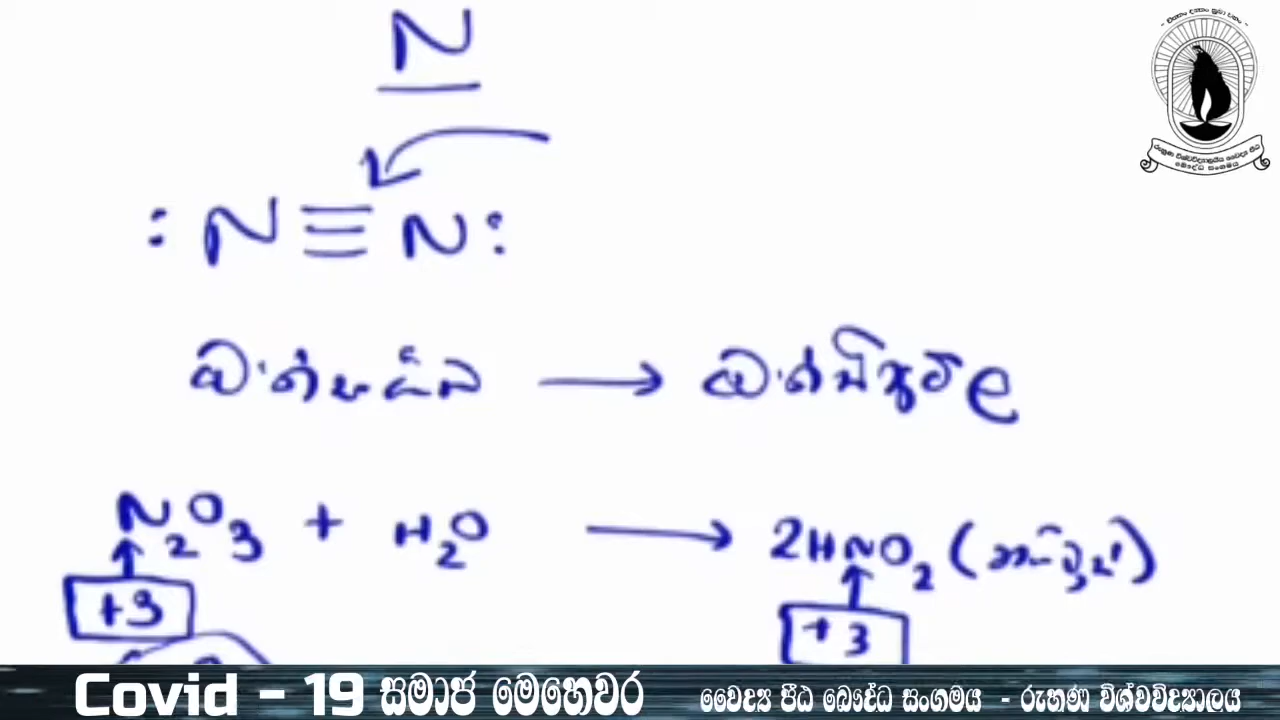 N
: N ≡ N :
ඔක්සයිඩ → ඔක්සිඅම්ල
N₂O₃ + H₂O → 2HNO₂ (නයිට්‍රස්)
+3
+3
Covid - 19 සමාජ මෙහෙවර
වෛද්‍ය පීඨ බෞද්ධ සංගමය - රුහුණ විශ්වවිද්‍යාලය